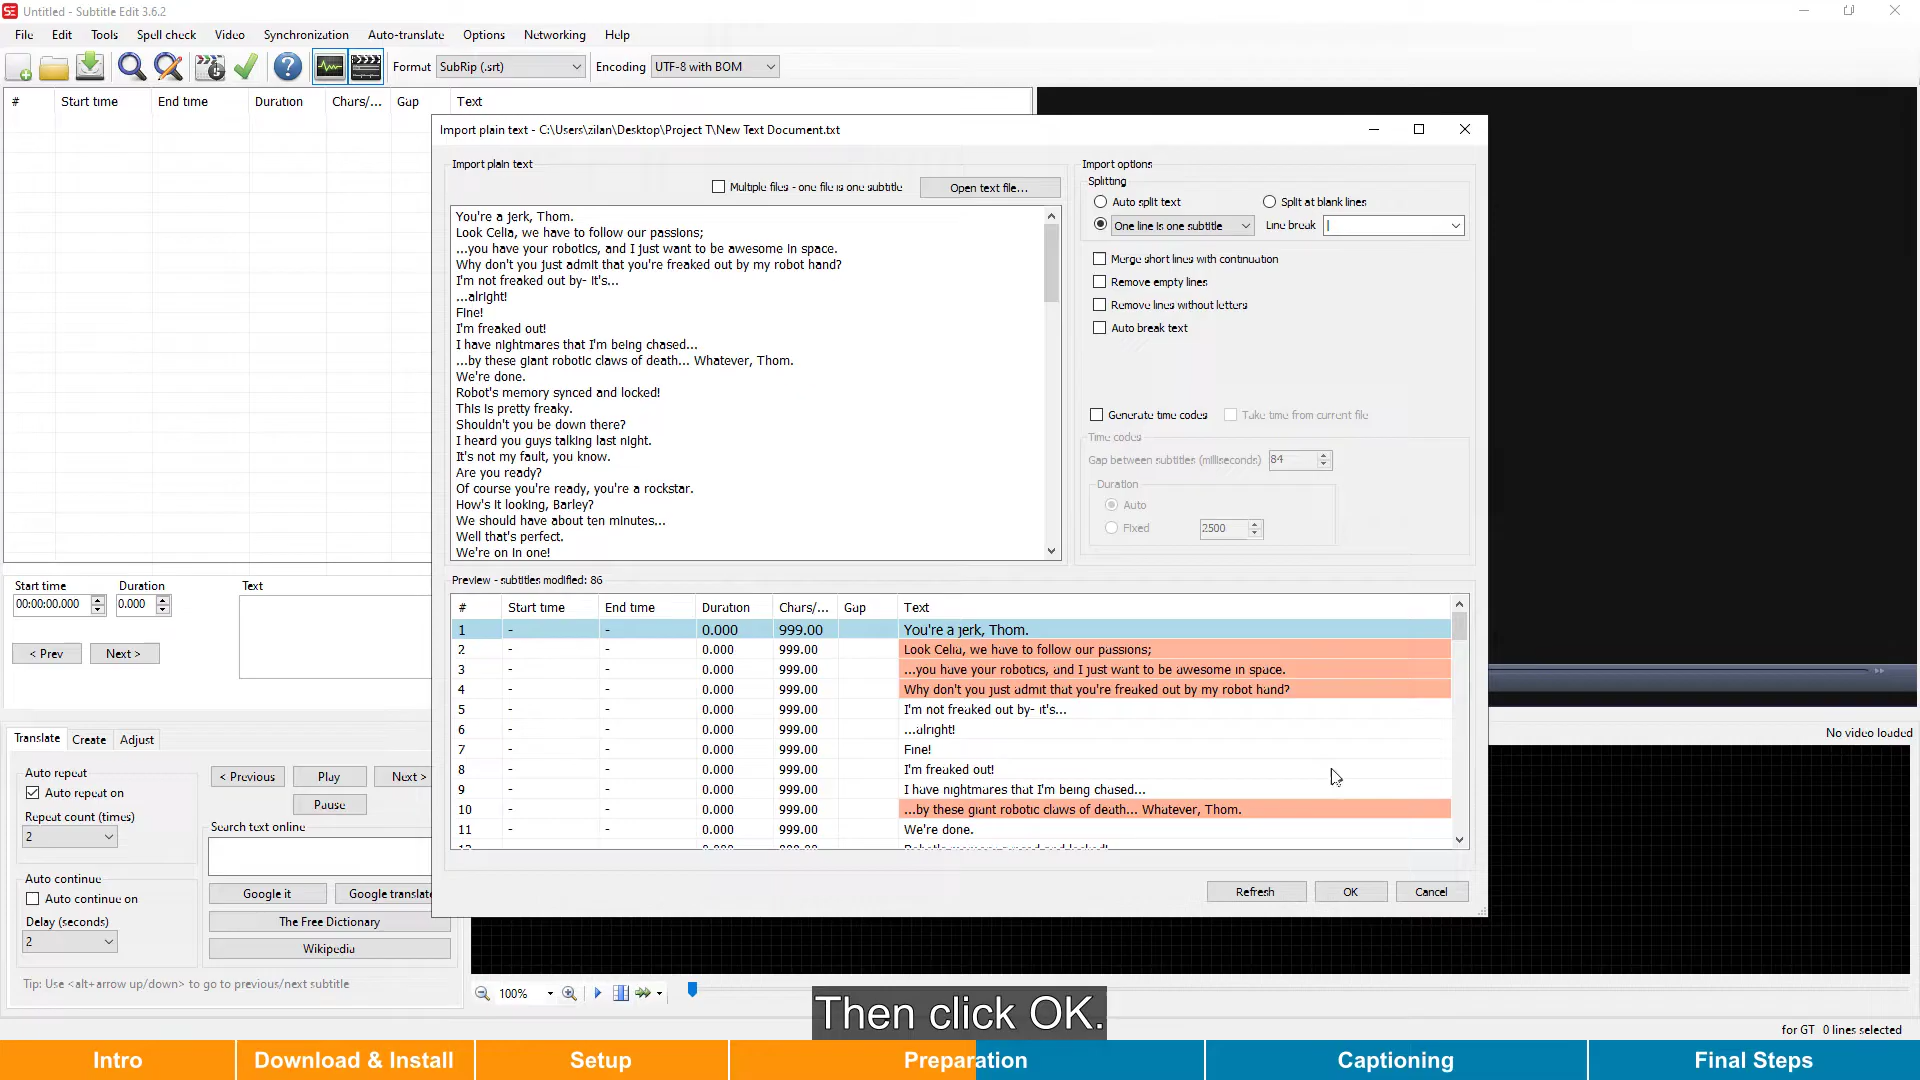 SE Untitled - Subtitle Edit 3.6.2
File Edit Tools Spell check Video Synchronization Auto-translate Options Networking Help
Format SubRip (.srt) Encoding UTF-8 with BOM
# Start time End time Duration Chars/... Gap Text
Import plain text - C:\Users\zilan\Desktop\Project T\New Text Document.txt
Import plain text
Multiple files - one file is one subtitle Open text file...
You're a jerk, Thom.
Look Celia, we have to follow our passions;
...you have your robotics, and I just want to be awesome in space.
Why don't you just admit that you're freaked out by my robot hand?
I'm not freaked out by- it's...
...alright!
Fine!
I'm freaked out!
I have nightmares that I'm being chased...
...by these giant robotic claws of death... Whatever, Thom.
We're done.
Robot's memory synced and locked!
This is pretty freaky.
Shouldn't you be down there?
I heard you guys talking last night.
It's not my fault, you know.
Are you ready?
Of course you're ready, you're a rockstar.
How's it looking, Barley?
We should have about ten minutes...
Well that's perfect.
We're on in one!
Import options
Splitting
Auto split text Split at blank lines
One line is one subtitle Line break |
Merge short lines with continuation
Remove empty lines
Remove lines without letters
Auto break text
Generate time codes Take time from current file
Time codes
Gap between subtitles (milliseconds) 84
Duration
Auto
Fixed 2500
Preview - subtitles modified: 86
# Start time End time Duration Chars/... Gap Text
1 - - 0.000 999.00 You're a jerk, Thom.
2 - - 0.000 999.00 Look Celia, we have to follow our passions;
3 - - 0.000 999.00 ...you have your robotics, and I just want to be awesome in space.
4 - - 0.000 999.00 Why don't you just admit that you're freaked out by my robot hand?
5 - - 0.000 999.00 I'm not freaked out by- it's...
6 - - 0.000 999.00 ...alright!
7 - - 0.000 999.00 Fine!
8 - - 0.000 999.00 I'm freaked out!
9 - - 0.000 999.00 I have nightmares that I'm being chased...
10 - - 0.000 999.00 ...by these giant robotic claws of death... Whatever, Thom.
11 - - 0.000 999.00 We're done.
Refresh OK Cancel
Start time Duration Text
00:00:00.000 0.000
< Prev Next >
No video loaded
Translate Create Adjust
Auto repeat
Auto repeat on
Repeat count (times)
2
Auto continue
Auto continue on
Delay (seconds)
2
< Previous Play Next >
Pause
Search text online
Google it Google translate
The Free Dictionary
Wikipedia
Tip: Use <alt+arrow up/down> to go to previous/next subtitle
100%
Then click OK.
for GT 0 lines selected
Intro Download & Install Setup Preparation Captioning Final Steps